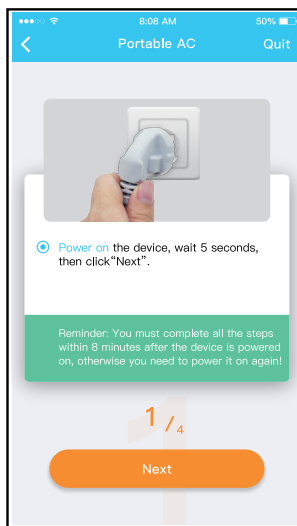 8:08 AM
50%
Portable AC
Quit
Power on the device, wait 5 seconds,
then click“Next”.
Reminder: You must complete all the steps
within 8 minutes after the device is powered
on, otherwise you need to power it on again!
1/4
Next